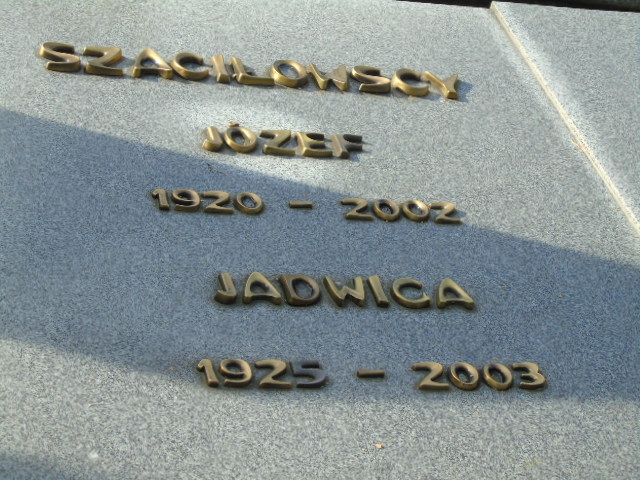 SZACIŁOWSCY
JÓZEF
1920 - 2002
JADWIGA
1925 - 2003